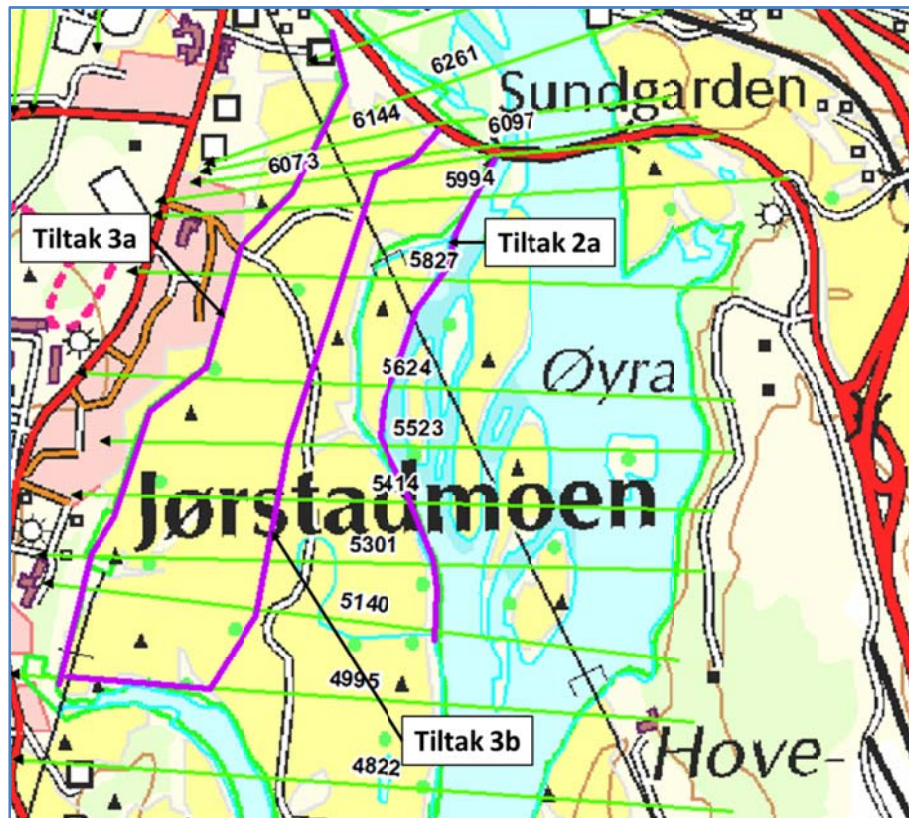 6261
Sundgarden
6144
6097
6073
5994
Tiltak 3a
Tiltak 2a
5827
5624
Øyra
5523
5414
Jørstadmoen
5301
5140
4995
Tiltak 3b
Hove-
4822